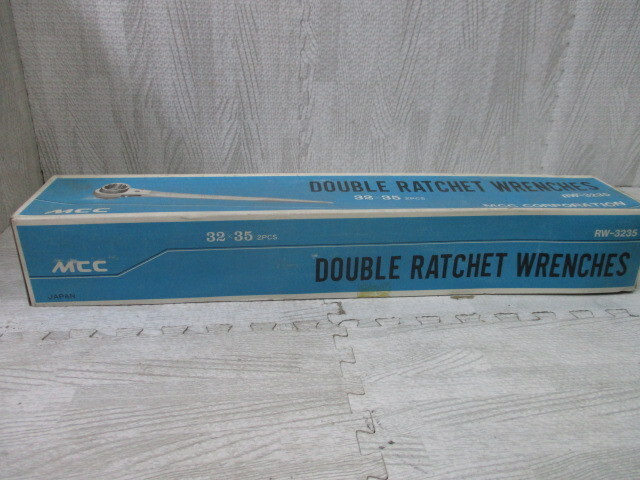 DOUBLE RATCHET WRENCHES
32-35 2PCS
RW-3235
MCC
MCC CORPORATION
32-35 2PCS
RW-3235
MCC
DOUBLE RATCHET WRENCHES
JAPAN